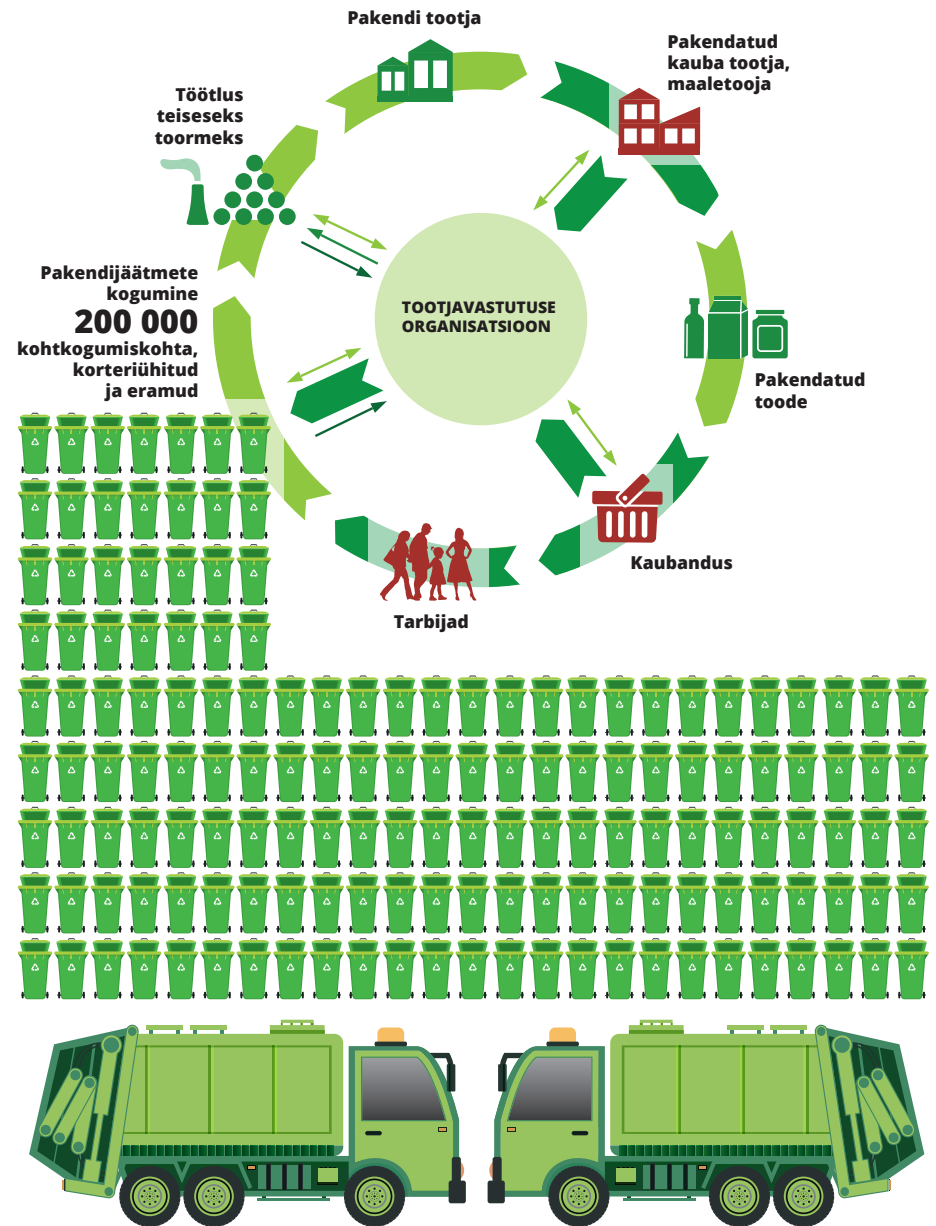 Pakendi tootja
Pakendatud
kauba tootja,
maaletooja
Töötlus
teiseseks
toormeks
Pakendijäätmete
kogumine
200 000
kohtkogumiskohta,
korteriühitud
ja eramud
TOOTJAVASTUTUSE
ORGANISATSIOON
Pakendatud
toode
Kaubandus
Tarbijad